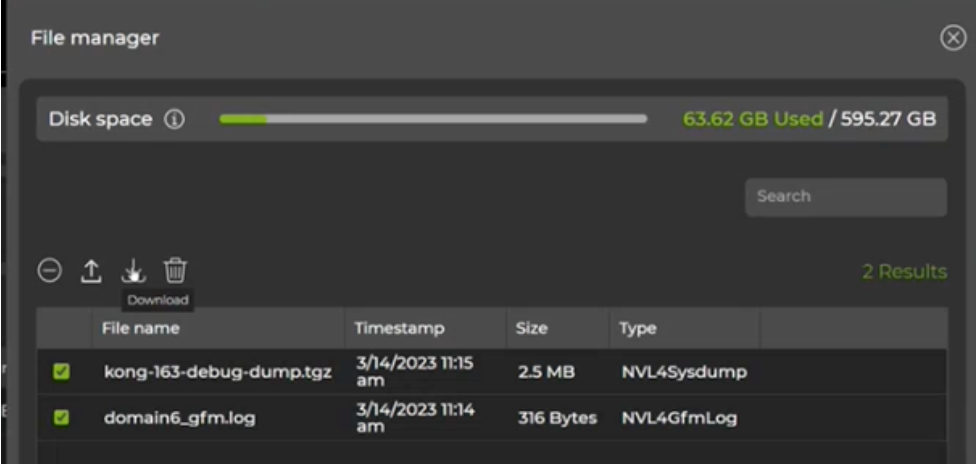 File manager
Disk space 63.62 GB Used / 595.27 GB
Search
2 Results
Download
File name Timestamp Size Type
kong-163-debug-dump.tgz 3/14/2023 11:15 am 2.5 MB NVL4Sysdump
domain6_gfm.log 3/14/2023 11:14 am 316 Bytes NVL4GfmLog